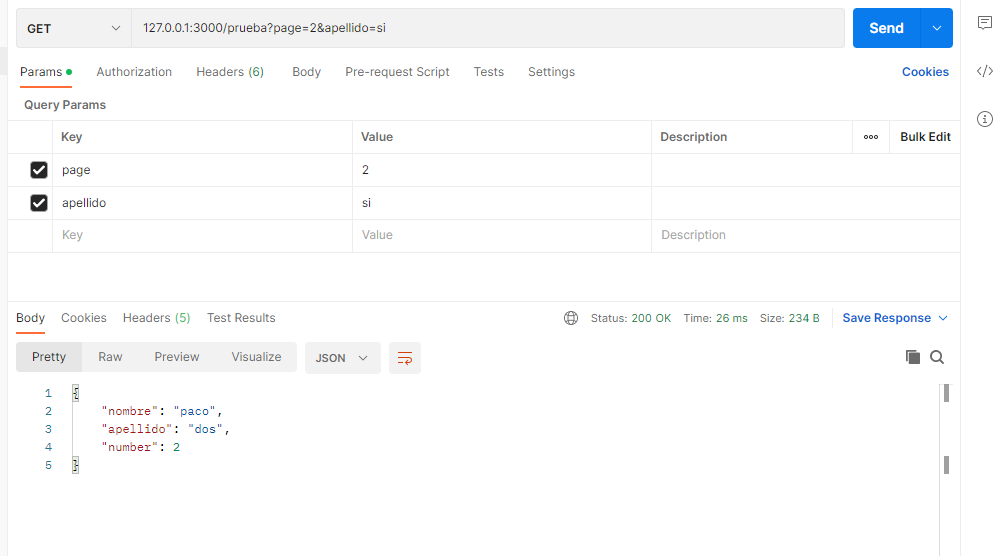 GET 127.0.0.1:3000/prueba?page=2&apellido=si Send
Params Authorization Headers (6) Body Pre-request Script Tests Settings Cookies
Query Params
Key Value Description ooo Bulk Edit
page 2
apellido si
Key Value Description
Body Cookies Headers (5) Test Results Status: 200 OK Time: 26 ms Size: 234 B Save Response
Pretty Raw Preview Visualize JSON
1 {
2 "nombre": "paco",
3 "apellido": "dos",
4 "number": 2
5 }